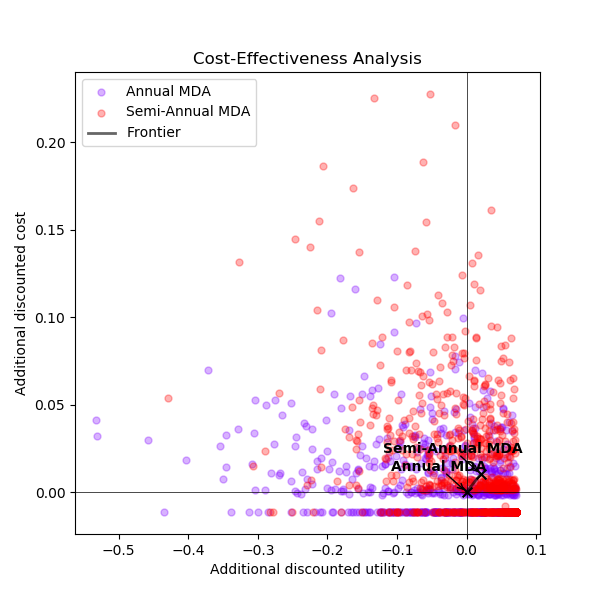 Cost-Effectiveness Analysis
Annual MDA
Semi-Annual MDA
Frontier
0.20
0.15
0.10
0.05
0.00
Additional discounted cost
Semi-Annual MDA
Annual MDA
−0.5 −0.4 −0.3 −0.2 −0.1 0.0 0.1
Additional discounted utility